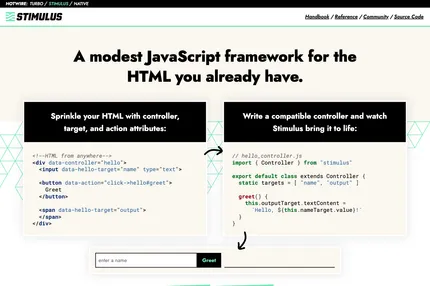 HOTWIRE: TURBO / STIMULUS / NATIVE
STIMULUS
Handbook / Reference / Community / Source Code
A modest JavaScript framework for the
HTML you already have.
Sprinkle your HTML with controller,
target, and action attributes:
<!--HTML from anywhere-->
<div data-controller="hello">
<input data-hello-target="name" type="text">
<button data-action="click->hello#greet">
Greet
</button>
<span data-hello-target="output">
</span>
</div>
Write a compatible controller and watch
Stimulus bring it to life:
// hello_controller.js
import { Controller } from "stimulus"
export default class extends Controller {
static targets = [ "name", "output" ]
greet() {
this.outputTarget.textContent =
`Hello, ${this.nameTarget.value}!`
}
}
enter a name
Greet